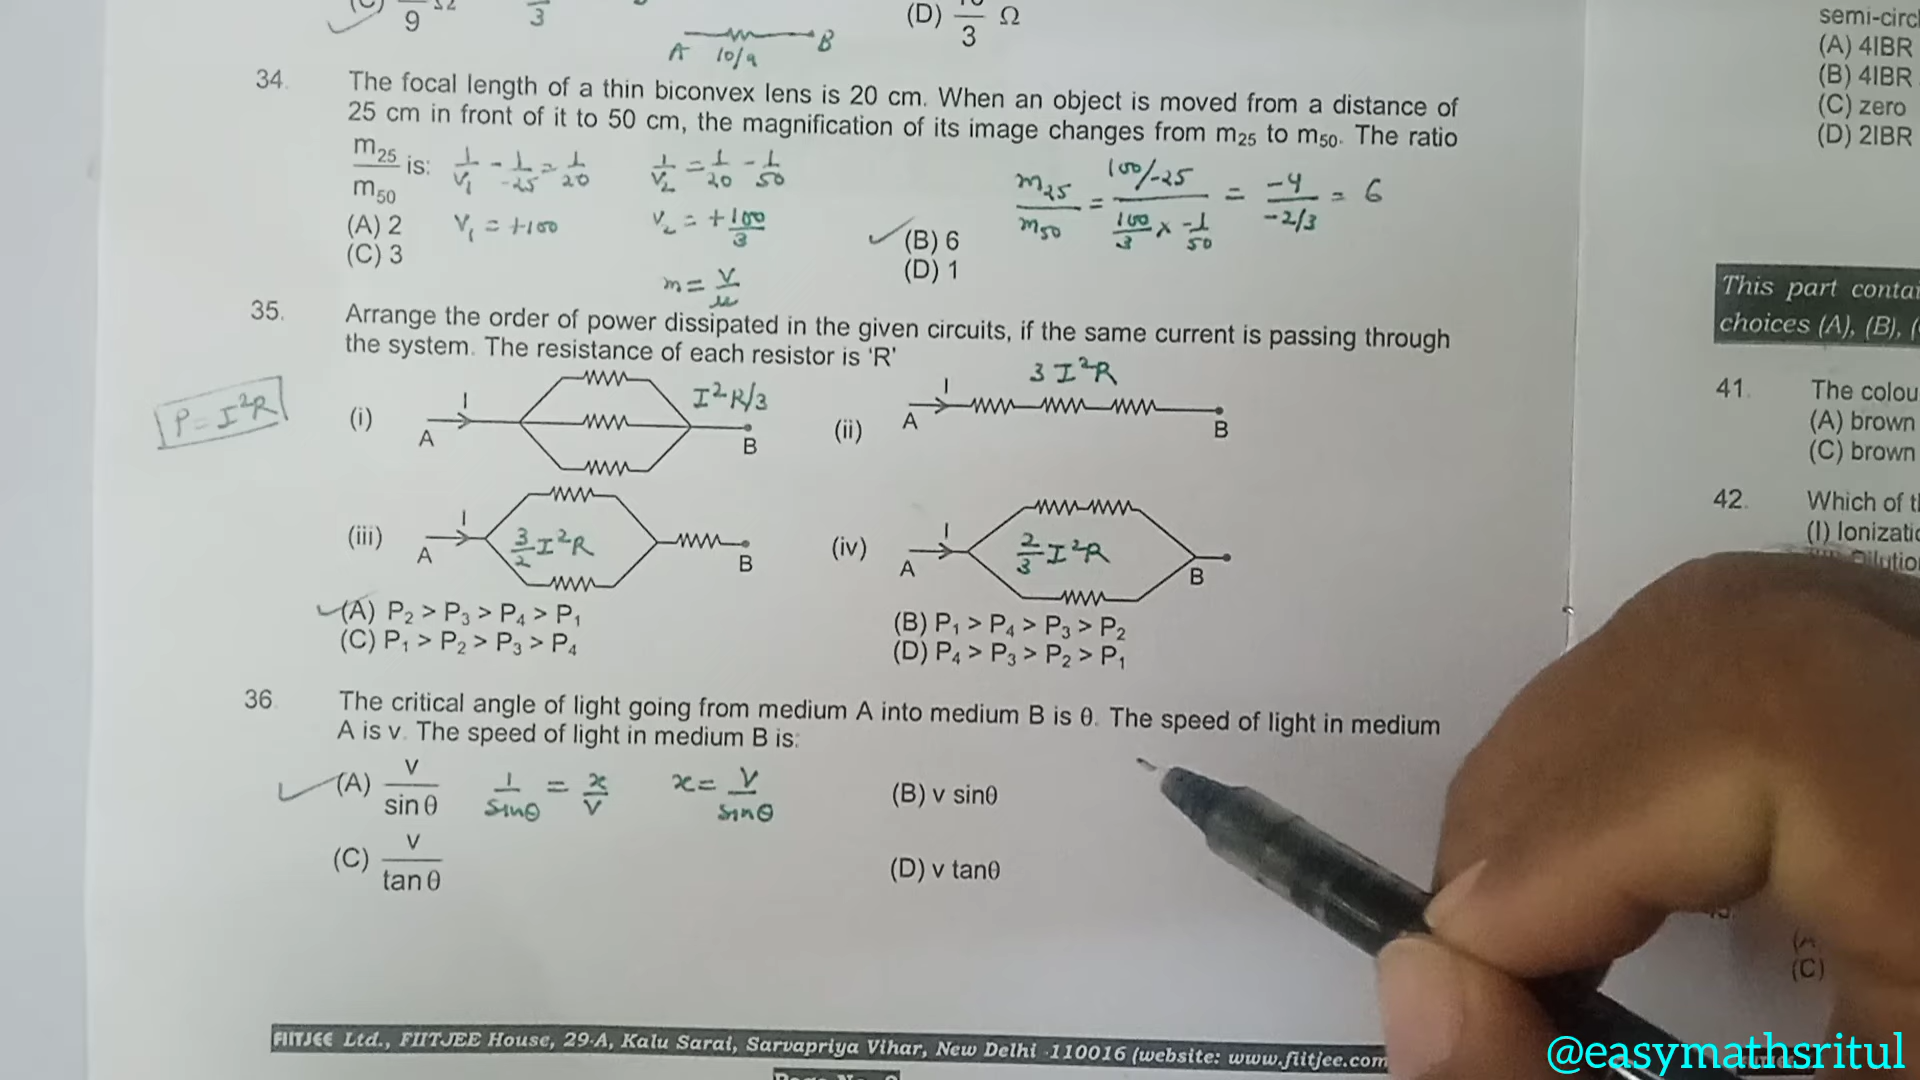 (C) 9 Ω
3
A 10/9 B
(D) 3 Ω
34. The focal length of a thin biconvex lens is 20 cm. When an object is moved from a distance of
25 cm in front of it to 50 cm, the magnification of its image changes from m₂₅ to m₅₀. The ratio
m₂₅/m₅₀ is:
1/v₁ - 1/-25 = 1/20
1/v₂ = 1/20 - 1/50
m₂₅/m₅₀ = (100/-25)/(100/3 × -1/50) = -4/(-2/3) = 6
(A) 2
v₁ = +100
v₂ = +100/3
(B) 6
(C) 3
(D) 1
m = v/u
35. Arrange the order of power dissipated in the given circuits, if the same current is passing through
the system. The resistance of each resistor is 'R'
P = I²R
(i) A I B I²R/3
(ii) A I B 3I²R
(iii) A I B 3/2 I²R
(iv) A I B 2/3 I²R
(A) P₂ > P₃ > P₄ > P₁
(B) P₁ > P₄ > P₃ > P₂
(C) P₁ > P₂ > P₃ > P₄
(D) P₄ > P₃ > P₂ > P₁
36. The critical angle of light going from medium A into medium B is θ. The speed of light in medium
A is v. The speed of light in medium B is:
(A) v/sin θ
1/sinθ = x/v
x = v/sinθ
(B) v sinθ
(C) v/tan θ
(D) v tanθ
FIITJEE Ltd., FIITJEE House, 29-A, Kalu Sarai, Sarvapriya Vihar, New Delhi -110016 (website: www.fiitjee.com
semi-circ
(A) 4IBR
(B) 4IBR
(C) zero
(D) 2IBR
This part contai
choices (A), (B), (
41. The colou
(A) brown
(C) brown
42. Which of t
(I) Ionizatio
(C)
@easymathsritul